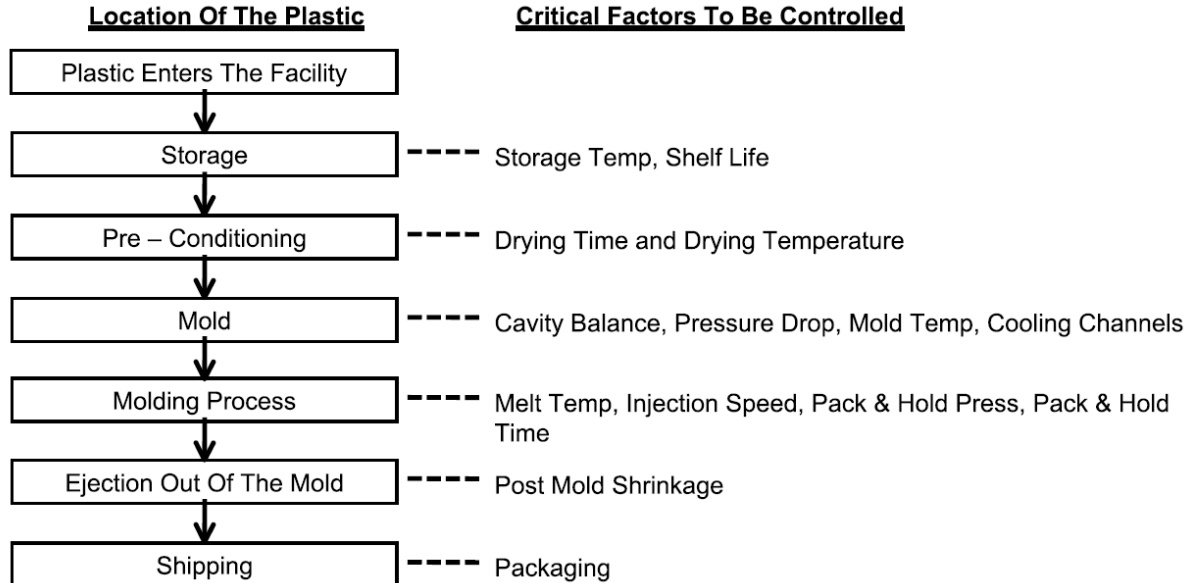 Location Of The Plastic
Critical Factors To Be Controlled
Plastic Enters The Facility
Storage
Storage Temp, Shelf Life
Pre – Conditioning
Drying Time and Drying Temperature
Mold
Cavity Balance, Pressure Drop, Mold Temp, Cooling Channels
Molding Process
Melt Temp, Injection Speed, Pack & Hold Press, Pack & Hold
Time
Ejection Out Of The Mold
Post Mold Shrinkage
Shipping
Packaging